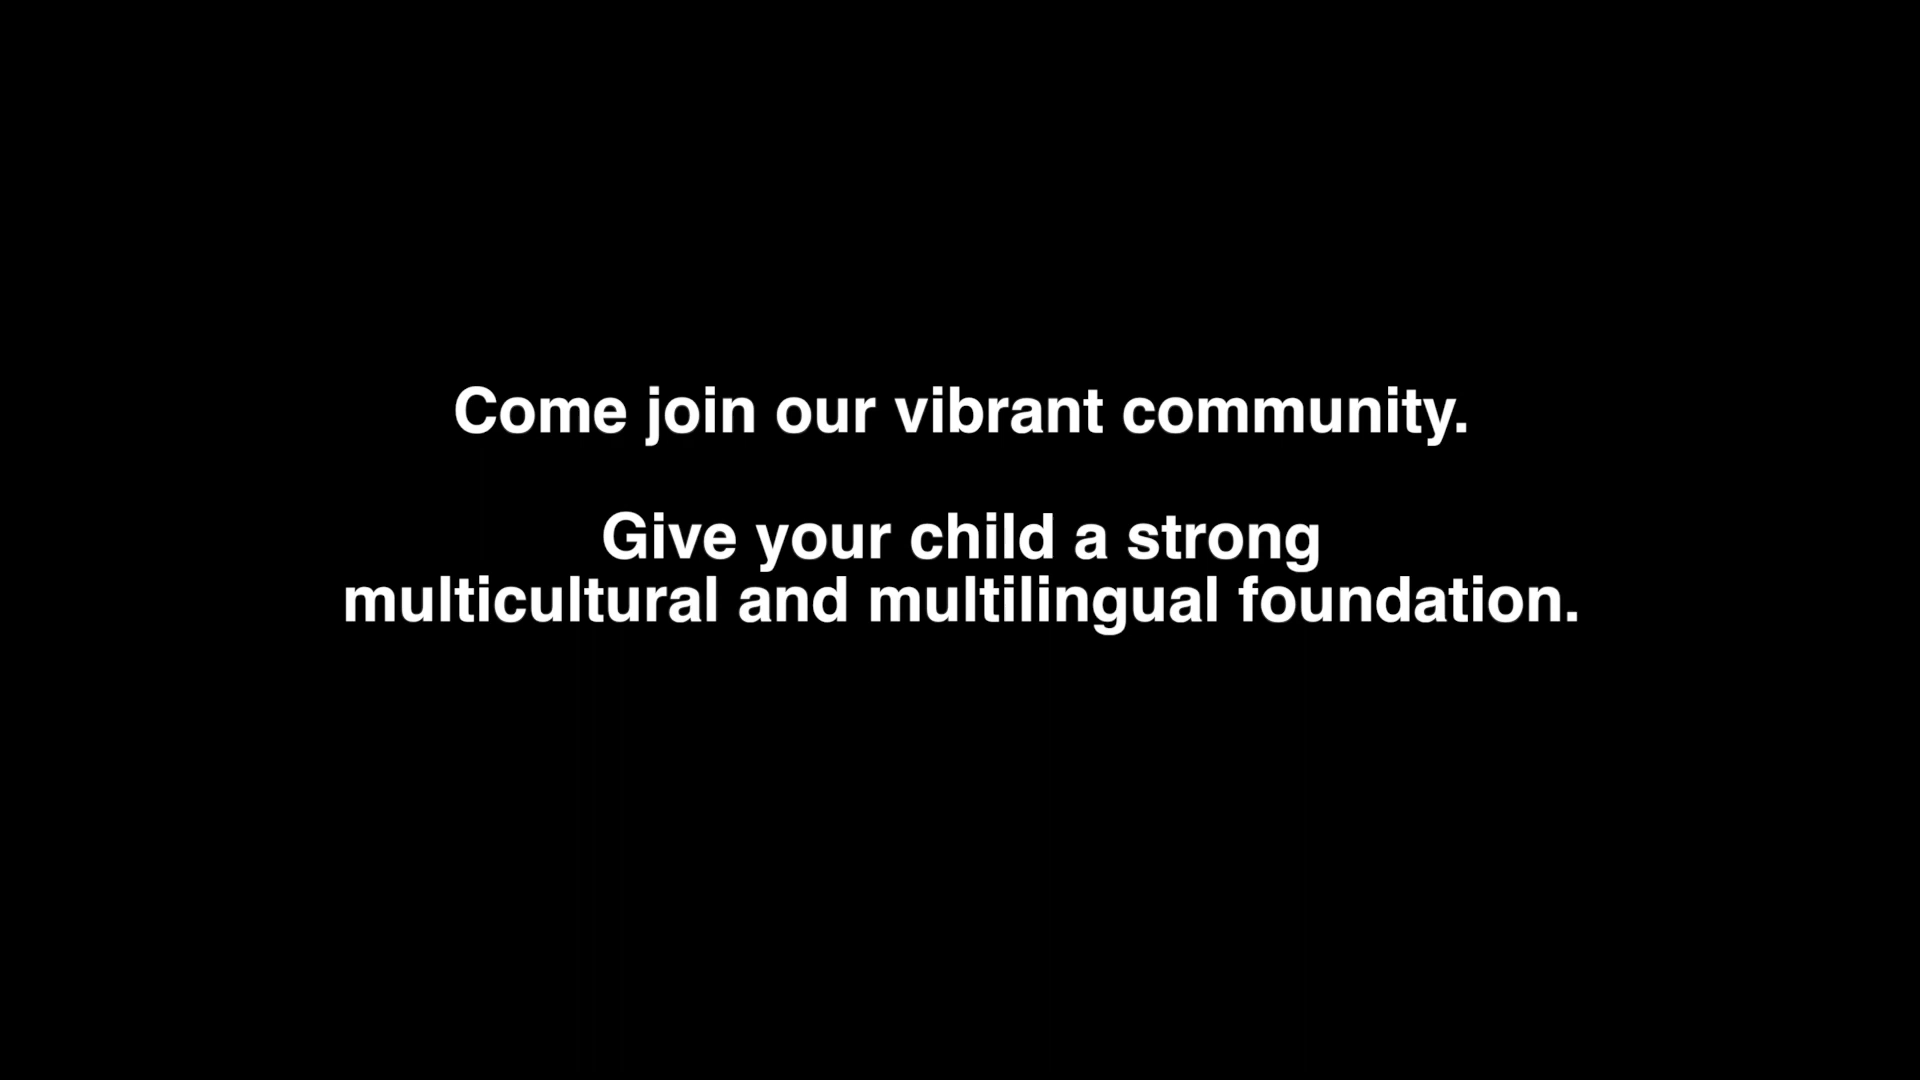 Come join our vibrant community.
Give your child a strong
multicultural and multilingual foundation.